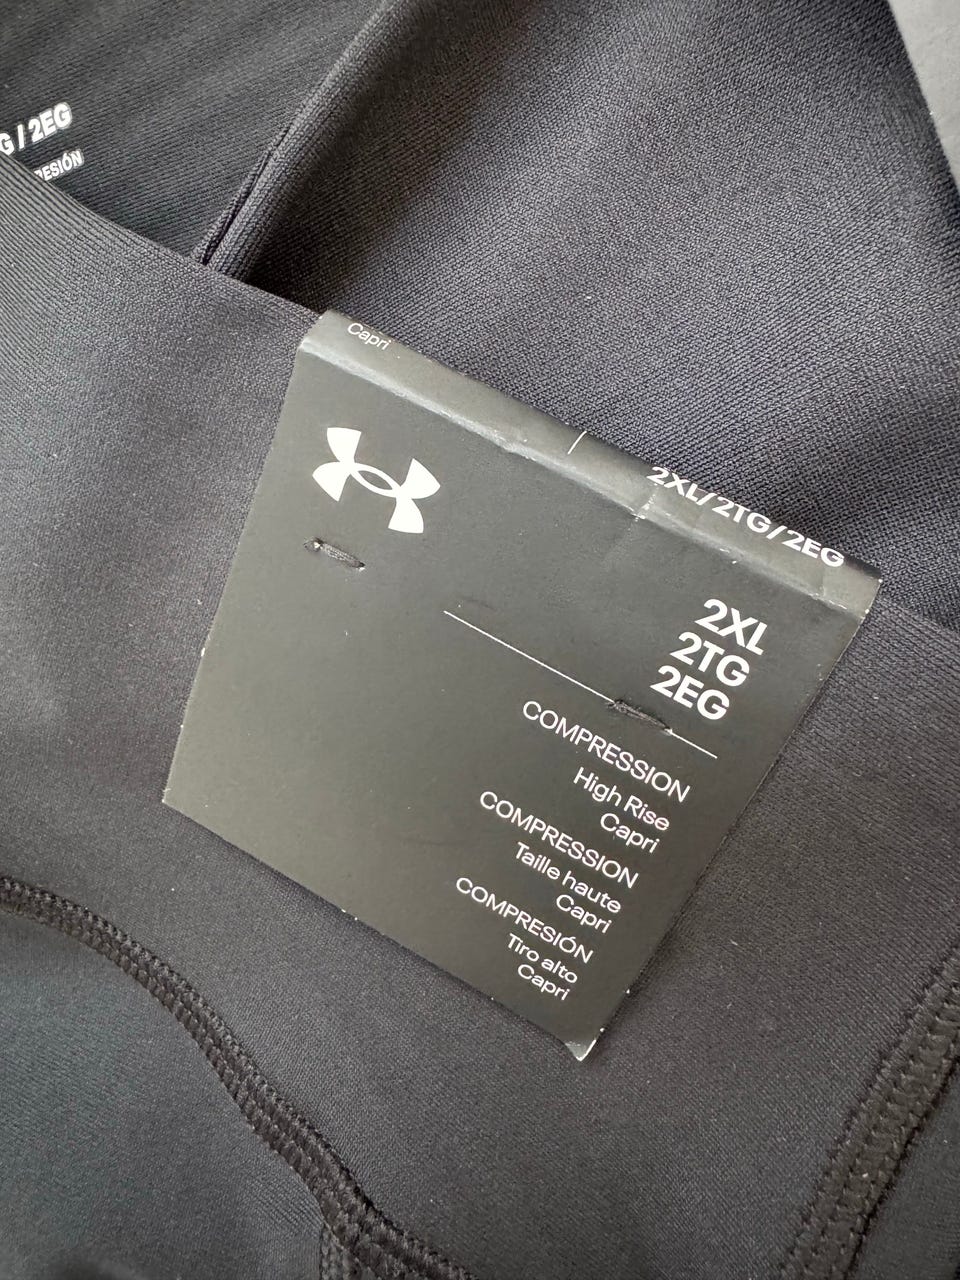 G / 2EG
RESIÓN
Capri
2XL/2TG/2EG
2XL
2TG
2EG
COMPRESSION
High Rise
Capri
COMPRESSION
Taille haute
Capri
COMPRESIÓN
Tiro alto
Capri